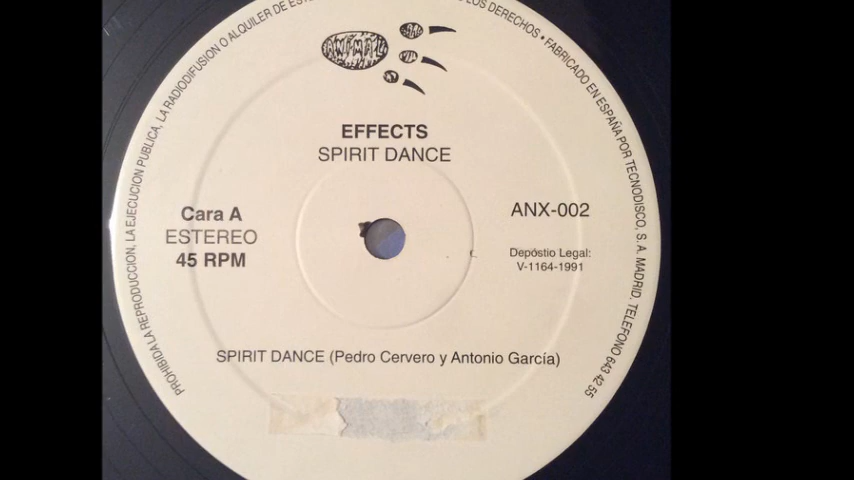 PROHIBIDA LA REPRODUCCION, LA EJECUCION PUBLICA, LA RADIODIFUSION O ALQUILER DE
LOS DERECHOS • FABRICADO EN ESPAÑA POR TECNODISCO, S. A. MADRID. TELEFONO 643 42 55
ANIMAL
EFFECTS
SPIRIT DANCE
Cara A
ESTEREO
45 RPM
ANX-002
Depóstio Legal:
V-1164-1991
SPIRIT DANCE (Pedro Cervero y Antonio García)